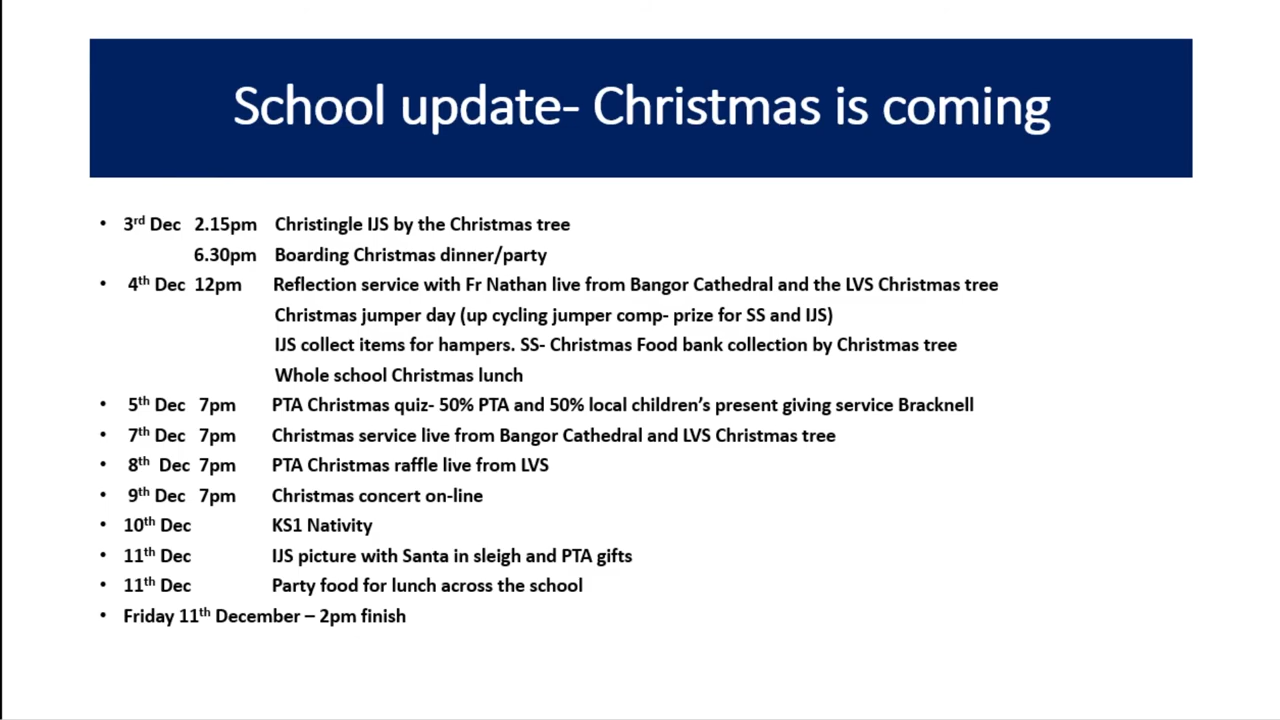 School update- Christmas is coming
• 3rd Dec 2.15pm Christingle IJS by the Christmas tree
6.30pm Boarding Christmas dinner/party
• 4th Dec 12pm Reflection service with Fr Nathan live from Bangor Cathedral and the LVS Christmas tree
Christmas jumper day (up cycling jumper comp- prize for SS and IJS)
IJS collect items for hampers. SS- Christmas Food bank collection by Christmas tree
Whole school Christmas lunch
• 5th Dec 7pm PTA Christmas quiz- 50% PTA and 50% local children’s present giving service Bracknell
• 7th Dec 7pm Christmas service live from Bangor Cathedral and LVS Christmas tree
• 8th Dec 7pm PTA Christmas raffle live from LVS
• 9th Dec 7pm Christmas concert on-line
• 10th Dec KS1 Nativity
• 11th Dec IJS picture with Santa in sleigh and PTA gifts
• 11th Dec Party food for lunch across the school
• Friday 11th December – 2pm finish